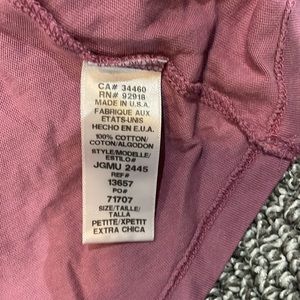 CA# 34460
RN# 92918
MADE IN U.S.A.
FABRIQUE AUX
ETATS-UNIS
HECHO EN E.U.A.
100% COTTON/
COTON/ALGODON
STYLE/MODELLE/
ESTILO#
JGMU 2445
REF#
13657
PO#
71707
SIZE/TAILLE/
TALLA
PETITE/XPETIT
EXTRA CHICA